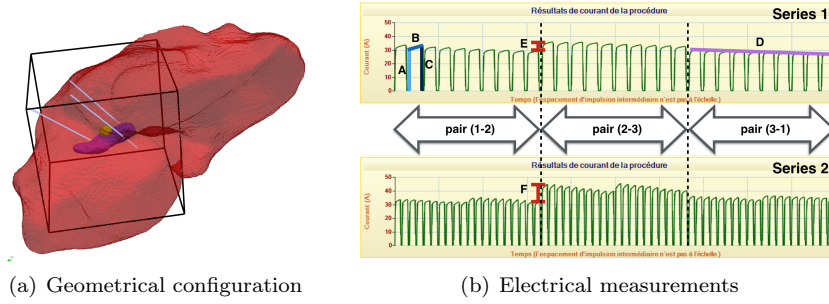 Résultats de courant de la procédure
Series 1
Courant (A)
50
40
30
20
10
0
A
B
C
E
D
Temps (l'espacement d'impulsion intermédiaire n'est pas à l'échelle.)
pair (1-2)
pair (2-3)
pair (3-1)
Résultats de courant de la procédure
Series 2
Courant (A)
50
40
30
20
10
0
F
Temps (l'espacement d'impulsion intermédiaire n'est pas à l'échelle.)
(a) Geometrical configuration
(b) Electrical measurements